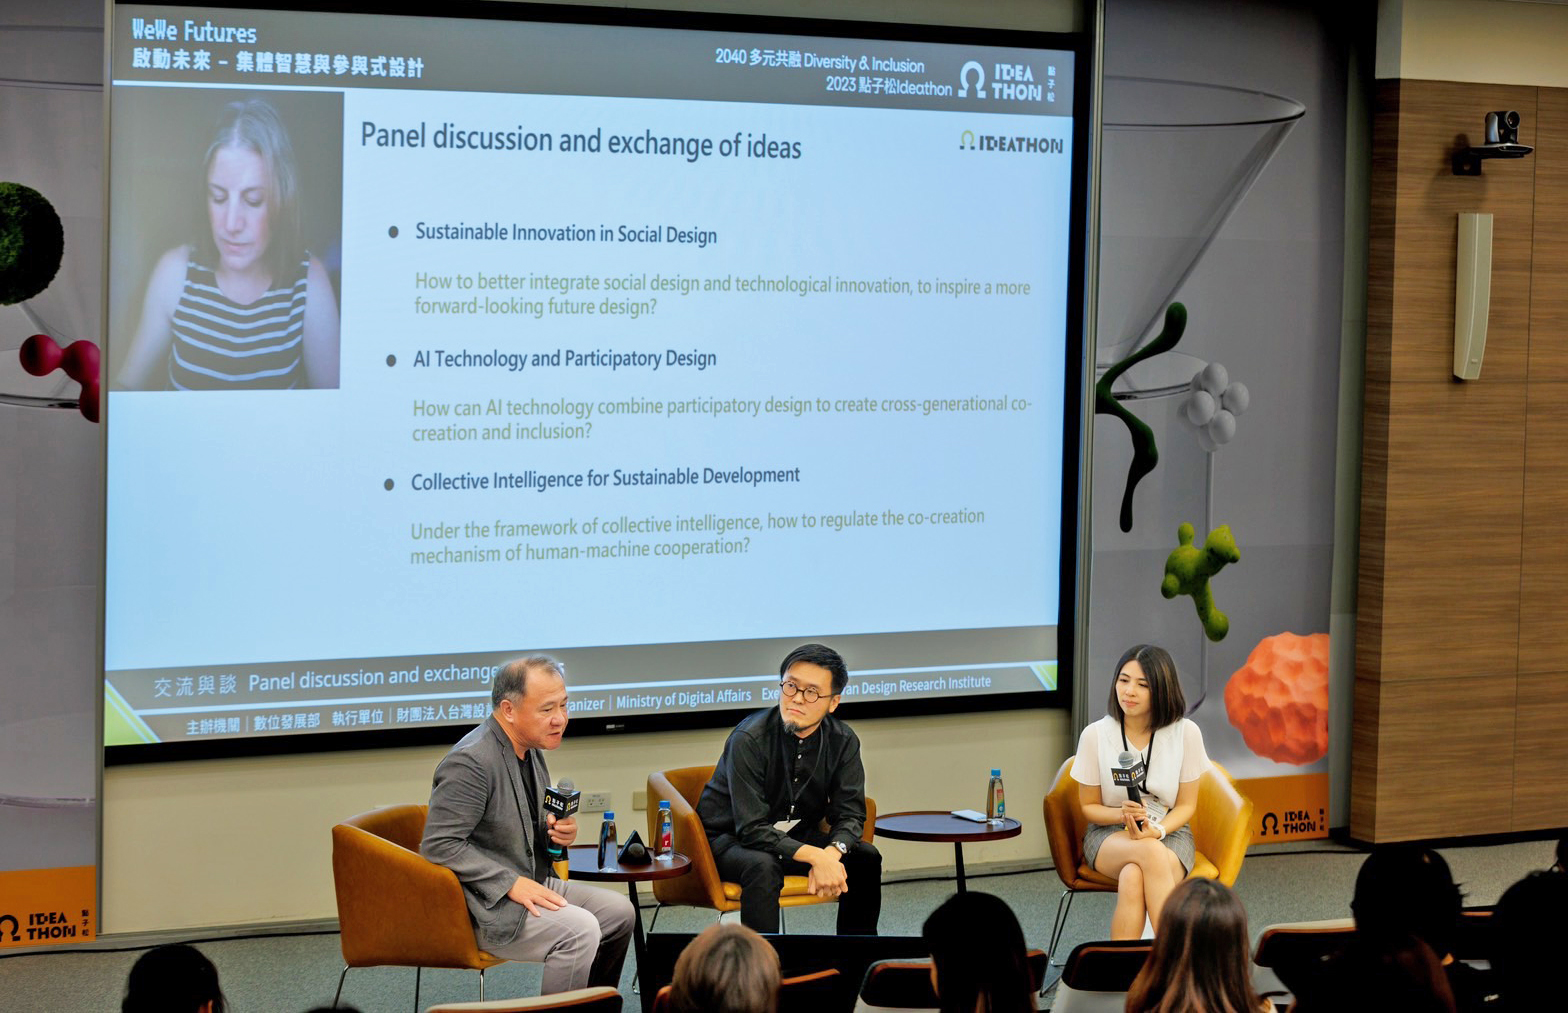 WeWe Futures
啟動未來 – 集體智慧與參與式設計
2040 多元共融 Diversity & Inclusion
2023 點子松Ideathon
IDEA
THON
點子松
Panel discussion and exchange of ideas
IDEATHON
● Sustainable Innovation in Social Design
How to better integrate social design and technological innovation, to inspire a more
forward-looking future design?
● AI Technology and Participatory Design
How can AI technology combine participatory design to create cross-generational co-
creation and inclusion?
● Collective Intelligence for Sustainable Development
Under the framework of collective intelligence, how to regulate the co-creation
mechanism of human-machine cooperation?
交流與談 Panel discussion and exchange
主辦機關 | 數位發展部 執行單位 | 財團法人台灣設 Ministry of Digital Affairs Design Research Institute
IDEA
THON
點子松
IDEA
THON
點子松